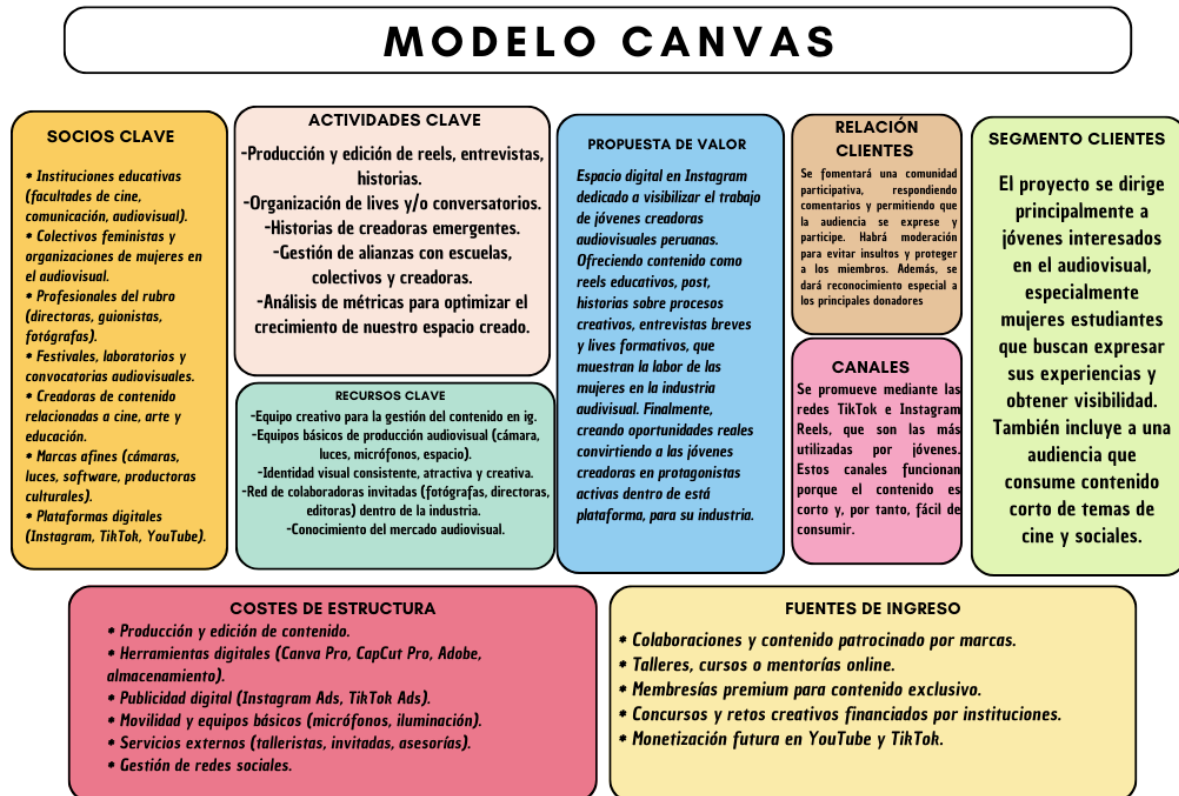 MODELO CANVAS
SOCIOS CLAVE
• Instituciones educativas
(facultades de cine,
comunicación, audiovisual).
• Colectivos feministas y
organizaciones de mujeres en
el audiovisual.
• Profesionales del rubro
(directoras, guionistas,
fotógrafas).
• Festivales, laboratorios y
convocatorias audiovisuales.
• Creadoras de contenido
relacionadas a cine, arte y
educación.
• Marcas afines (cámaras,
luces, software, productoras
culturales).
• Plataformas digitales
(Instagram, TikTok, YouTube).
ACTIVIDADES CLAVE
-Producción y edición de reels, entrevistas,
historias.
-Organización de lives y/o conversatorios.
-Historias de creadoras emergentes.
-Gestión de alianzas con escuelas,
colectivos y creadoras.
-Análisis de métricas para optimizar el
crecimiento de nuestro espacio creado.
RECURSOS CLAVE
-Equipo creativo para la gestión del contenido en ig.
-Equipos básicos de producción audiovisual (cámara,
luces, micrófonos, espacio).
-Identidad visual consistente, atractiva y creativa.
-Red de colaboradoras invitadas (fotógrafas, directoras,
editoras) dentro de la industria.
-Conocimiento del mercado audiovisual.
PROPUESTA DE VALOR
Espacio digital en Instagram
dedicado a visibilizar el trabajo
de jóvenes creadoras
audiovisuales peruanas.
Ofreciendo contenido como
reels educativos, post,
historias sobre procesos
creativos, entrevistas breves
y lives formativos, que
muestran la labor de las
mujeres en la industria
audivisual. Finalmente,
creando oportunidades reales
convirtiendo a las jóvenes
creadoras en protagonistas
activas dentro de está
plataforma, para su industria.
RELACIÓN
CLIENTES
Se fomentará una comunidad
participativa, respondiendo
comentarios y permitiendo que
la audiencia se exprese y
participe. Habrá moderación
para evitar insultos y proteger
a los miembros. Además, se
dará reconocimiento especial a
los principales donadores
CANALES
Se promueve mediante las
redes TikTok e Instagram
Reels, que son las más
utilizadas por jóvenes.
Estos canales funcionan
porque el contenido es
corto y, por tanto, fácil de
consumir.
SEGMENTO CLIENTES
El proyecto se dirige
principalmente a
jóvenes interesados
en el audiovisual,
especialmente
mujeres estudiantes
que buscan expresar
sus experiencias y
obtener visibilidad.
También incluye a una
audiencia que
consume contenido
corto de temas de
cine y sociales.
COSTES DE ESTRUCTURA
• Producción y edición de contenido.
• Herramientas digitales (Canva Pro, CapCut Pro, Adobe,
almacenamiento).
• Publicidad digital (Instagram Ads, TikTok Ads).
• Movilidad y equipos básicos (micrófonos, iluminación).
• Servicios externos (talleristas, invitadas, asesorías).
• Gestión de redes sociales.
FUENTES DE INGRESO
• Colaboraciones y contenido patrocinado por marcas.
• Talleres, cursos o mentorías online.
• Membresías premium para contenido exclusivo.
• Concursos y retos creativos financiados por instituciones.
• Monetización futura en YouTube y TikTok.